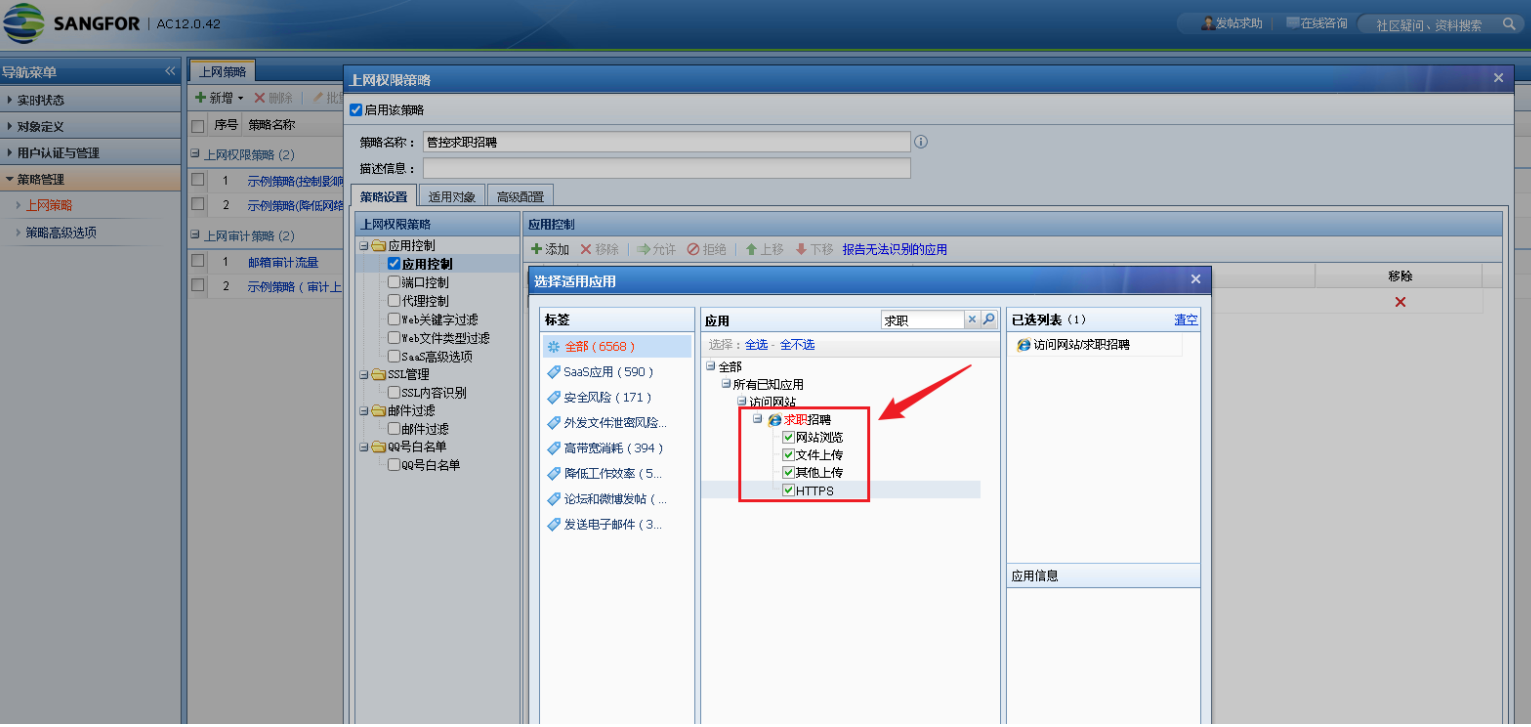 SANGFOR | AC12.0.42
发帖求助
在线咨询
社区疑问、资料搜索
导航菜单
实时状态
对象定义
用户认证与管理
策略管理
上网策略
策略高级选项
上网策略
新增
删除
序号 策略名称
上网权限策略 (2)
1 示例策略(控制影响
2 示例策略(降低网络
上网审计策略 (2)
1 邮箱审计流量
2 示例策略 ( 审计上
上网权限策略
启用该策略
策略名称: 管控求职招聘
描述信息:
策略设置 适用对象 高级配置
上网权限策略
应用控制
应用控制
端口控制
代理控制
Web关键字过滤
Web文件类型过滤
SaaS高级选项
SSL管理
SSL内容识别
邮件过滤
邮件过滤
QQ号白名单
QQ号白名单
应用控制
添加 移除 允许 拒绝 上移 下移 报告无法识别的应用
移除
选择适用应用
标签
全部 ( 6568 )
SaaS应用 ( 590 )
安全风险 ( 171 )
外发文件泄密风险...
高带宽消耗 ( 394 )
降低工作效率 ( 5...
论坛和微博发帖 ( ...
发送电子邮件 ( 3...
应用 求职
选择: 全选 - 全不选
全部
所有已知应用
访问网站
求职招聘
网站浏览
文件上传
其他上传
HTTPS
已选列表 (1) 清空
访问网站/求职招聘
应用信息